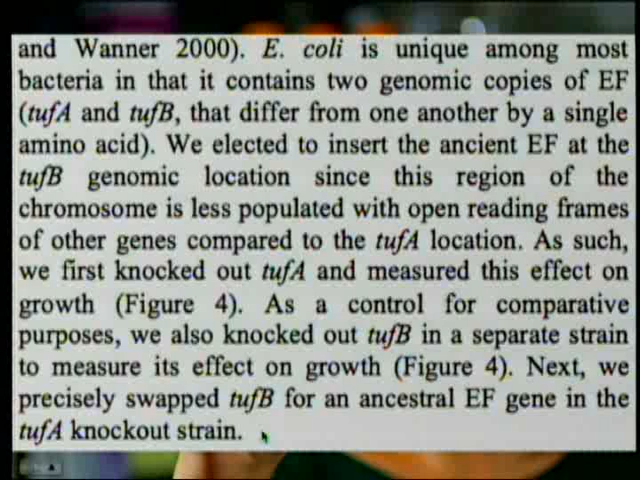 and Wanner 2000). E. coli is unique among most
bacteria in that it contains two genomic copies of EF
(tufA and tufB, that differ from one another by a single
amino acid). We elected to insert the ancient EF at the
tufB genomic location since this region of the
chromosome is less populated with open reading frames
of other genes compared to the tufA location. As such,
we first knocked out tufA and measured this effect on
growth (Figure 4). As a control for comparative
purposes, we also knocked out tufB in a separate strain
to measure its effect on growth (Figure 4). Next, we
precisely swapped tufB for an ancestral EF gene in the
tufA knockout strain.